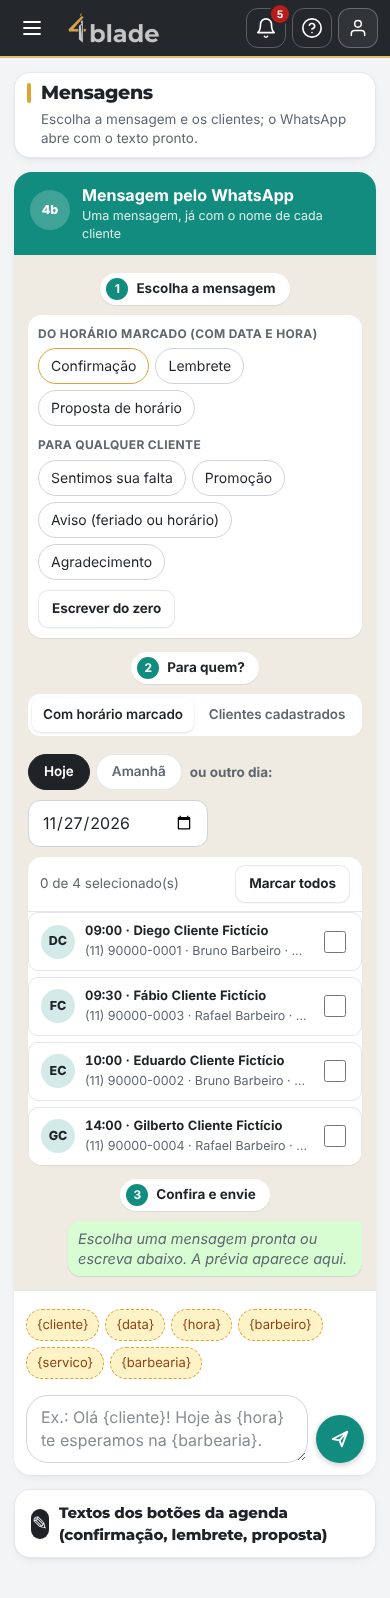 4blade
5
Mensagens
Escolha a mensagem e os clientes; o WhatsApp
abre com o texto pronto.
4b
Mensagem pelo WhatsApp
Uma mensagem, já com o nome de cada
cliente
1 Escolha a mensagem
DO HORÁRIO MARCADO (COM DATA E HORA)
Confirmação Lembrete
Proposta de horário
PARA QUALQUER CLIENTE
Sentimos sua falta Promoção
Aviso (feriado ou horário)
Agradecimento
Escrever do zero
2 Para quem?
Com horário marcado Clientes cadastrados
Hoje Amanhã ou outro dia:
11/27/2026
0 de 4 selecionado(s) Marcar todos
DC
09:00 · Diego Cliente Fictício
(11) 90000-0001 · Bruno Barbeiro · ...
FC
09:30 · Fábio Cliente Fictício
(11) 90000-0003 · Rafael Barbeiro · ...
EC
10:00 · Eduardo Cliente Fictício
(11) 90000-0002 · Bruno Barbeiro · ...
GC
14:00 · Gilberto Cliente Fictício
(11) 90000-0004 · Rafael Barbeiro · ...
3 Confira e envie
Escolha uma mensagem pronta ou
escreva abaixo. A prévia aparece aqui.
{cliente} {data} {hora} {barbeiro}
{servico} {barbearia}
Ex.: Olá {cliente}! Hoje às {hora}
te esperamos na {barbearia}.
Textos dos botões da agenda
(confirmação, lembrete, proposta)